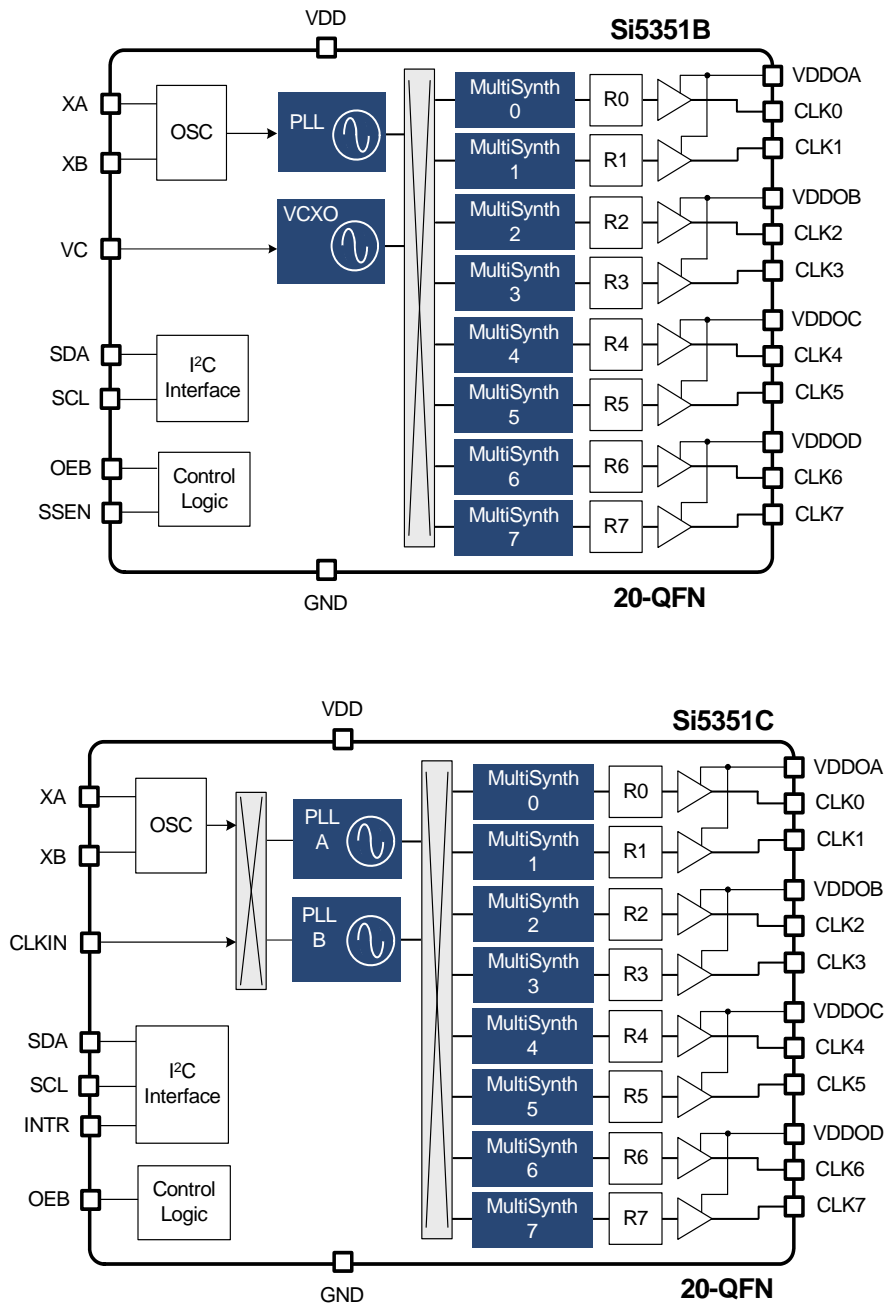 VDD
Si5351B
XA
XB
VC
SDA
SCL
OEB
SSEN
OSC
PLL
VCXO
I²C
Interface
Control
Logic
MultiSynth
0
MultiSynth
1
MultiSynth
2
MultiSynth
3
MultiSynth
4
MultiSynth
5
MultiSynth
6
MultiSynth
7
R0
R1
R2
R3
R4
R5
R6
R7
VDDOA
CLK0
CLK1
VDDOB
CLK2
CLK3
VDDOC
CLK4
CLK5
VDDOD
CLK6
CLK7
GND
20-QFN
VDD
Si5351C
XA
XB
CLKIN
SDA
SCL
INTR
OEB
OSC
PLL
A
PLL
B
I²C
Interface
Control
Logic
MultiSynth
0
MultiSynth
1
MultiSynth
2
MultiSynth
3
MultiSynth
4
MultiSynth
5
MultiSynth
6
MultiSynth
7
R0
R1
R2
R3
R4
R5
R6
R7
VDDOA
CLK0
CLK1
VDDOB
CLK2
CLK3
VDDOC
CLK4
CLK5
VDDOD
CLK6
CLK7
GND
20-QFN